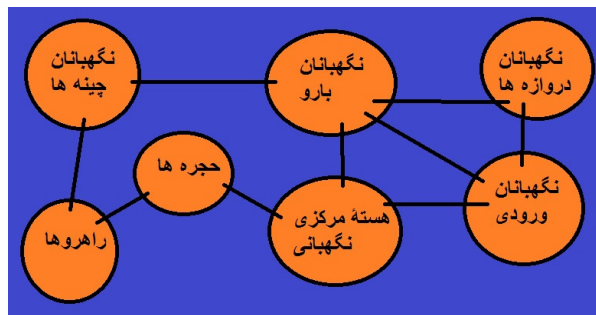 نگهبانان
چینه ها
نگهبانان
بارو
نگهبانان
دروازه ها
حجره ها
راهروها
هستهٔ مرکزی
نگهبانی
نگهبانان
ورودی